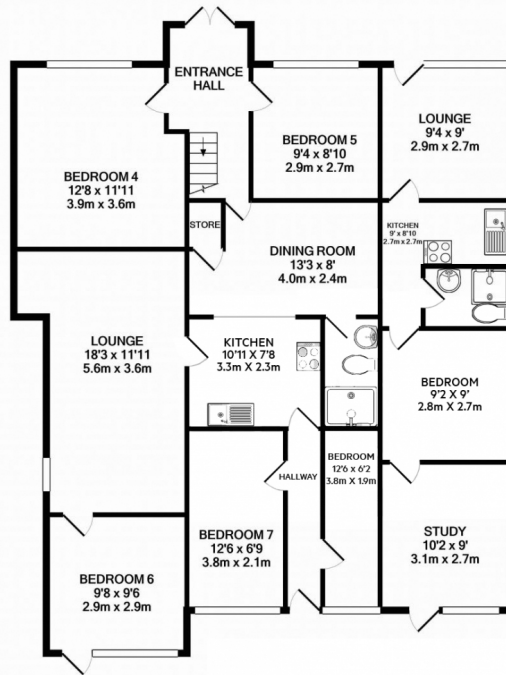 ENTRANCE
HALL
BEDROOM 4
12'8 x 11'11
3.9m x 3.6m
BEDROOM 5
9'4 x 8'10
2.9m x 2.7m
LOUNGE
9'4 x 9'
2.9m x 2.7m
STORE
KITCHEN
9' x 8'10
2.7m x 2.7m
DINING ROOM
13'3 x 8'
4.0m x 2.4m
LOUNGE
18'3 x 11'11
5.6m x 3.6m
KITCHEN
10'11 X 7'8
3.3m X 2.3m
BEDROOM
9'2 X 9'
2.8m X 2.7m
BEDROOM
12'6 x 6'2
3.8m X 1.9m
HALLWAY
BEDROOM 7
12'6 x 6'9
3.8m x 2.1m
STUDY
10'2 x 9'
3.1m x 2.7m
BEDROOM 6
9'8 x 9'6
2.9m x 2.9m